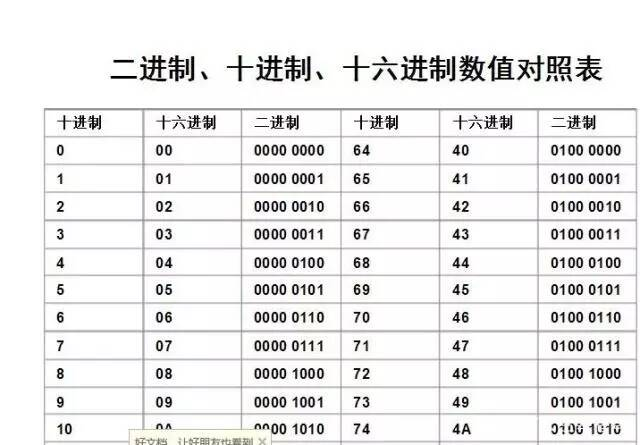 二进制、十进制、十六进制数值对照表
十进制 十六进制 二进制 十进制 十六进制 二进制
0 00 0000 0000 64 40 0100 0000
1 01 0000 0001 65 41 0100 0001
2 02 0000 0010 66 42 0100 0010
3 03 0000 0011 67 43 0100 0011
4 04 0000 0100 68 44 0100 0100
5 05 0000 0101 69 45 0100 0101
6 06 0000 0110 70 46 0100 0110
7 07 0000 0111 71 47 0100 0111
8 08 0000 1000 72 48 0100 1000
9 09 0000 1001 73 49 0100 1001
10 0A 0000 1010 74 4A 0100 1010
好文档，让好朋友也看到